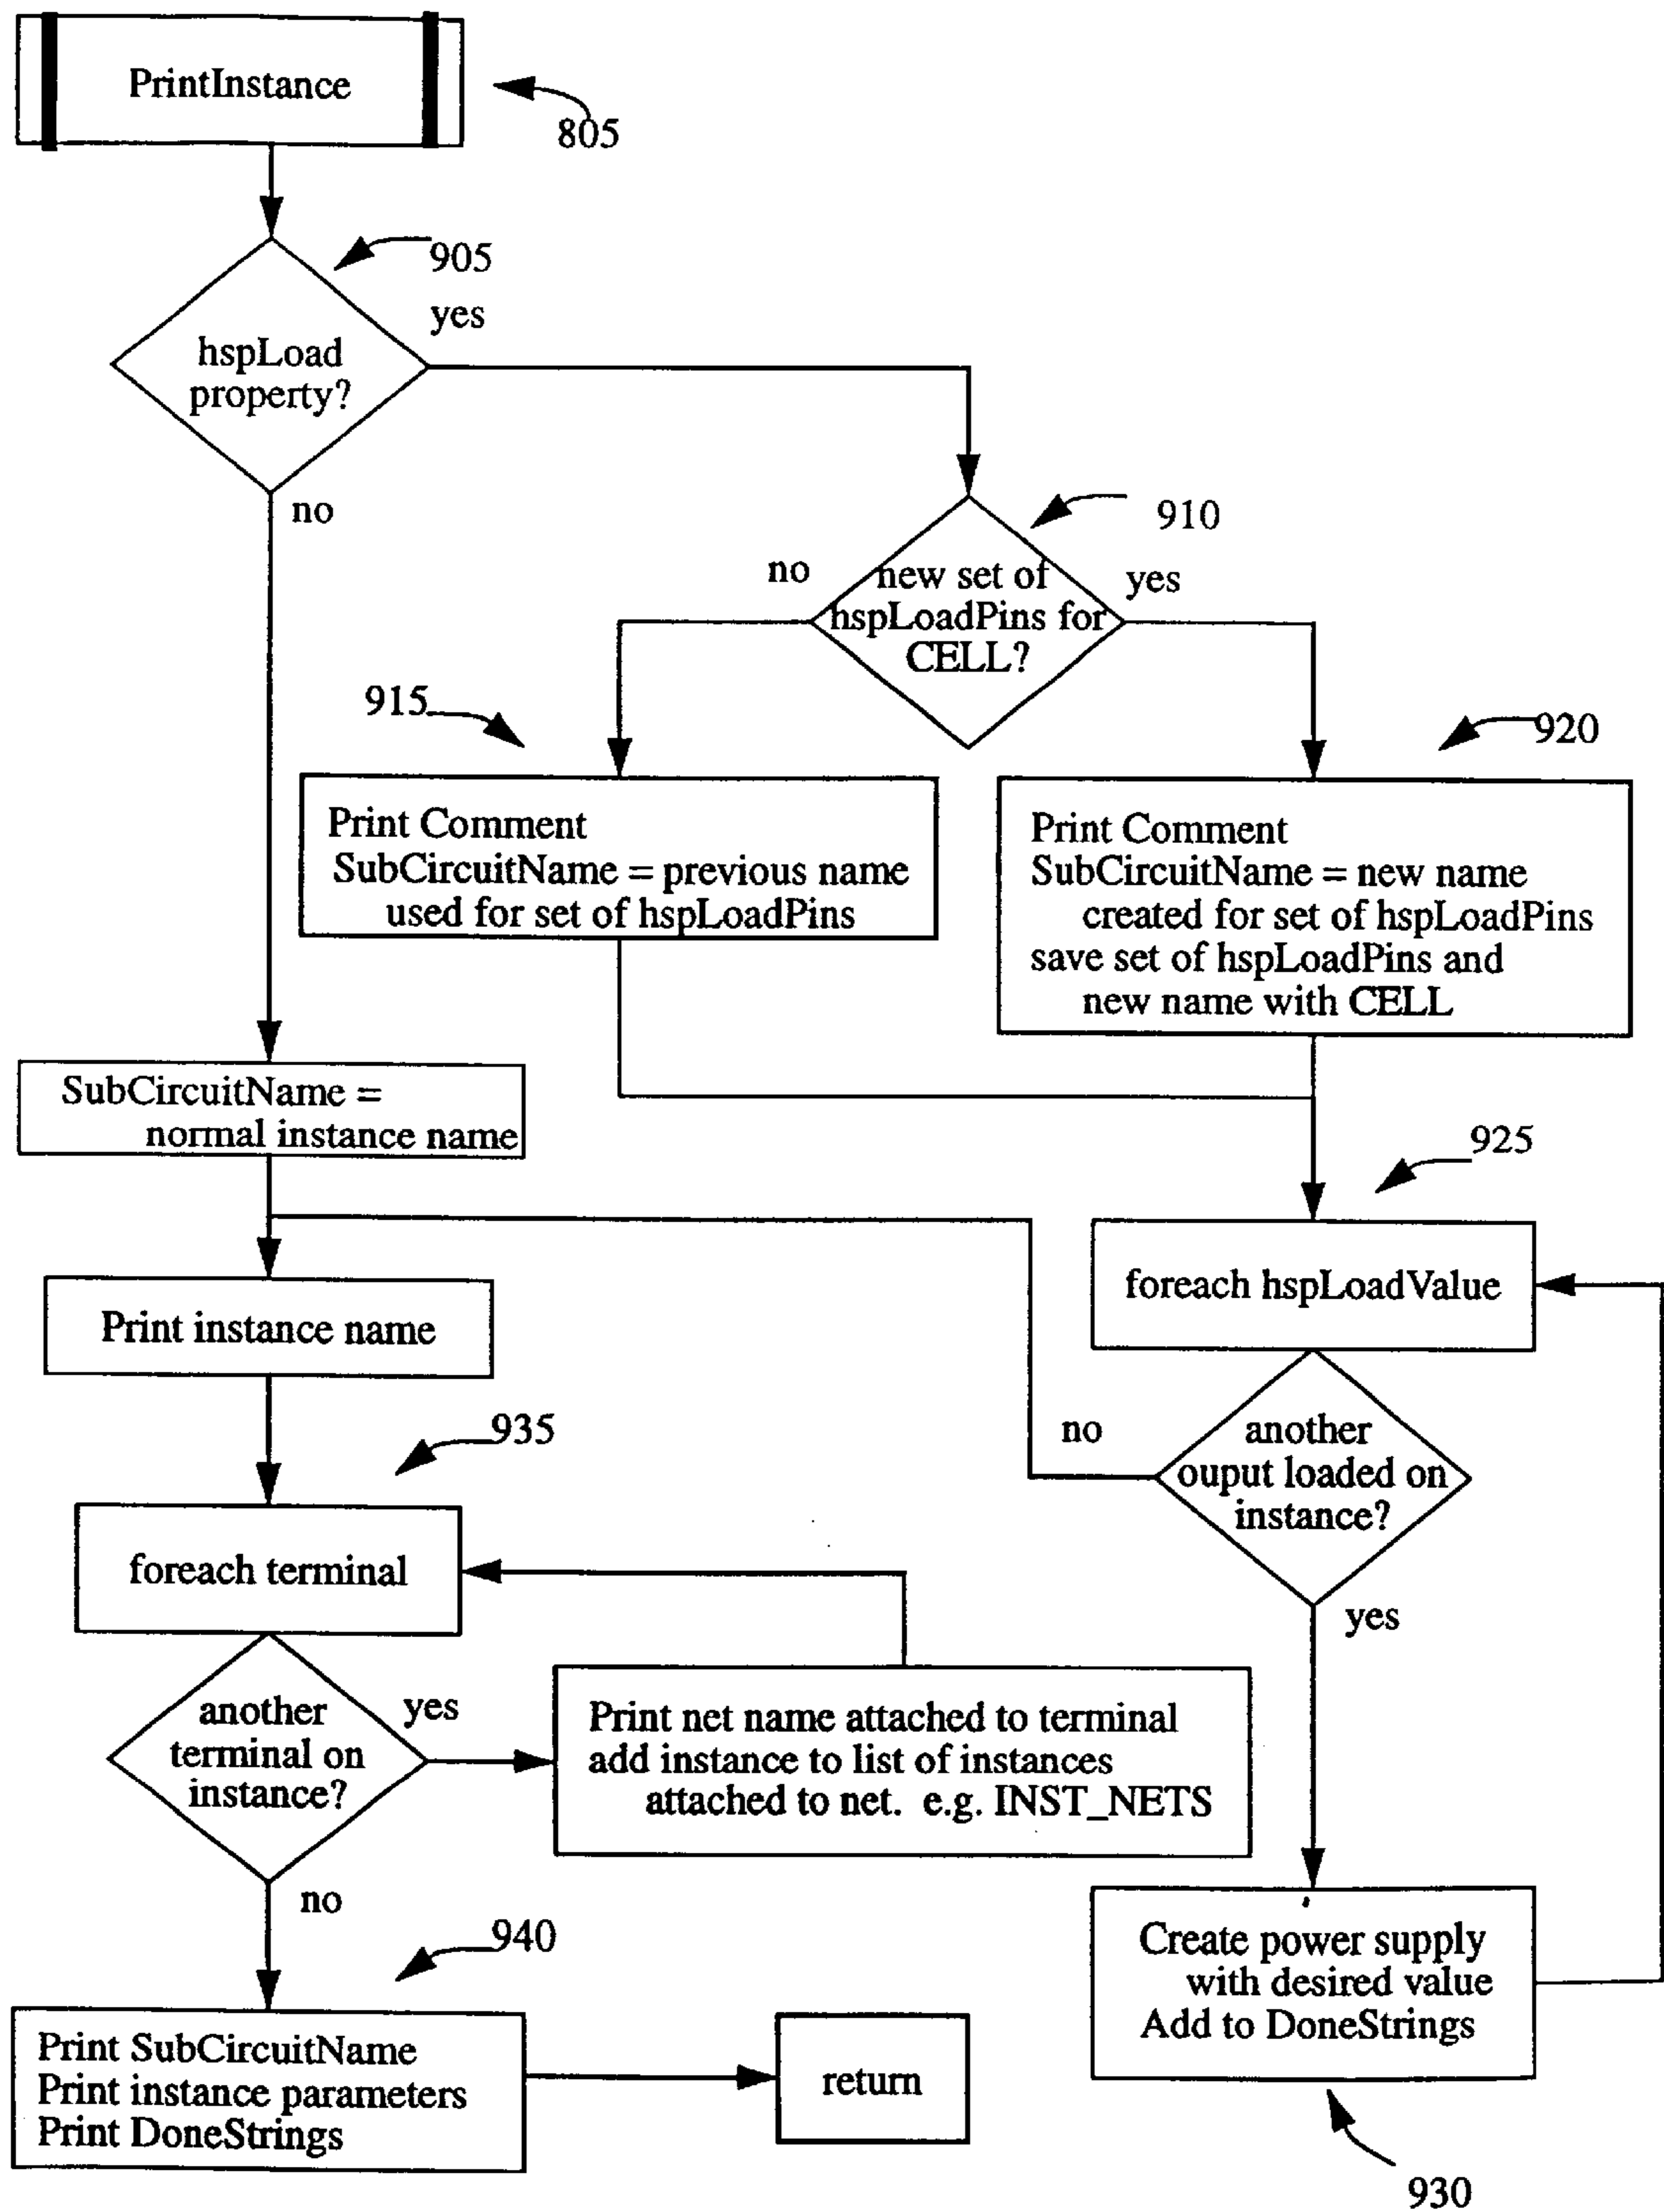 PrintInstance
805
905
yes
hspLoad
property?
no
910
no
new set of
hspLoadPins for
CELL?
yes
915
920
Print Comment
SubCircuitName = previous name
used for set of hspLoadPins
Print Comment
SubCircuitName = new name
created for set of hspLoadPins
save set of hspLoadPins and
new name with CELL
SubCircuitName =
normal instance name
925
foreach hspLoadValue
Print instance name
935
no
another
ouput loaded on
instance?
yes
foreach terminal
another
terminal on
instance?
yes
Print net name attached to terminal
add instance to list of instances
attached to net. e.g. INST_NETS
no
940
Create power supply
with desired value
Add to DoneStrings
Print SubCircuitName
Print instance parameters
Print DoneStrings
return
930